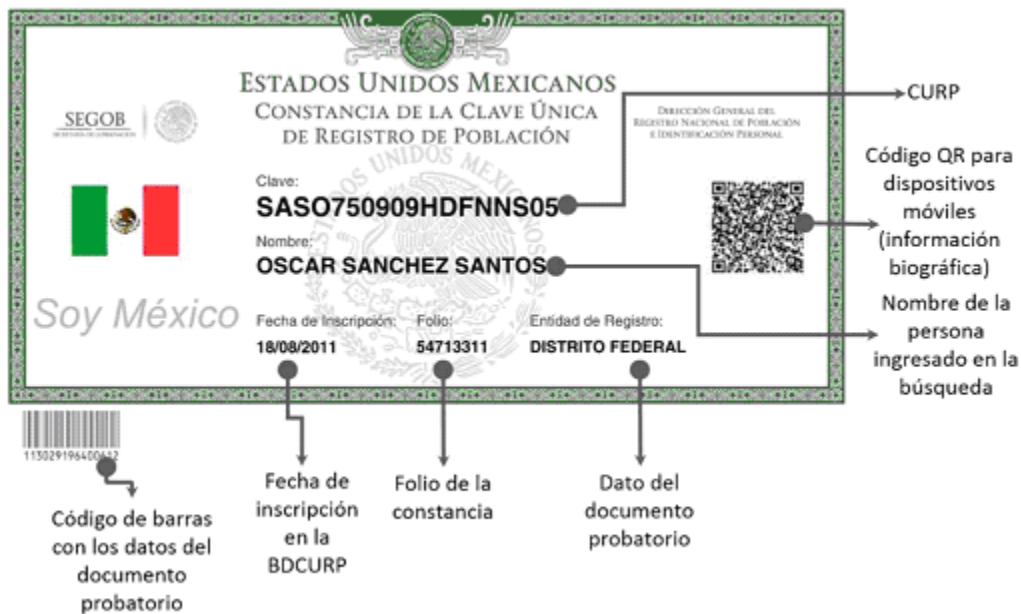 ESTADOS UNIDOS MEXICANOS
CONSTANCIA DE LA CLAVE ÚNICA
DE REGISTRO DE POBLACIÓN
SEGOB
DIRECCIÓN GENERAL DEL
REGISTRO NACIONAL DE POBLACIÓN
E IDENTIFICACIÓN PERSONAL
ESTADOS UNIDOS MEXICANOS
Clave:
SASO750909HDFNNS05
Nombre:
OSCAR SANCHEZ SANTOS
Soy México
Fecha de Inscripción:
Folio:
Entidad de Registro:
18/08/2011
54713311
DISTRITO FEDERAL
CURP
Código QR para
dispositivos
móviles
(información
biográfica)
Nombre de la
persona
ingresado en la
búsqueda
Código de barras
con los datos del
documento
probatorio
Fecha de
inscripción
en la
BDCURP
Folio de la
constancia
Dato del
documento
probatorio